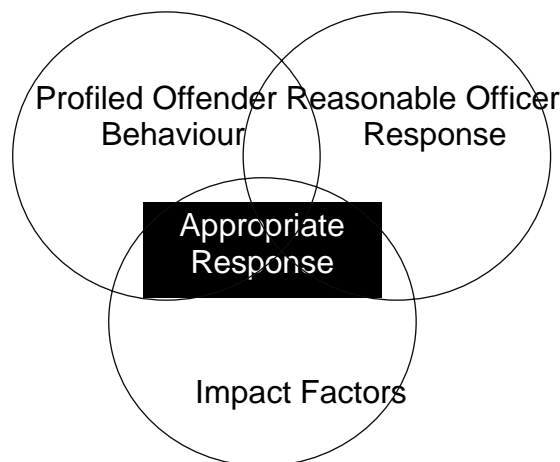 Profiled Offender
Behaviour
Reasonable Officer
Response
Appropriate
Response
Impact Factors